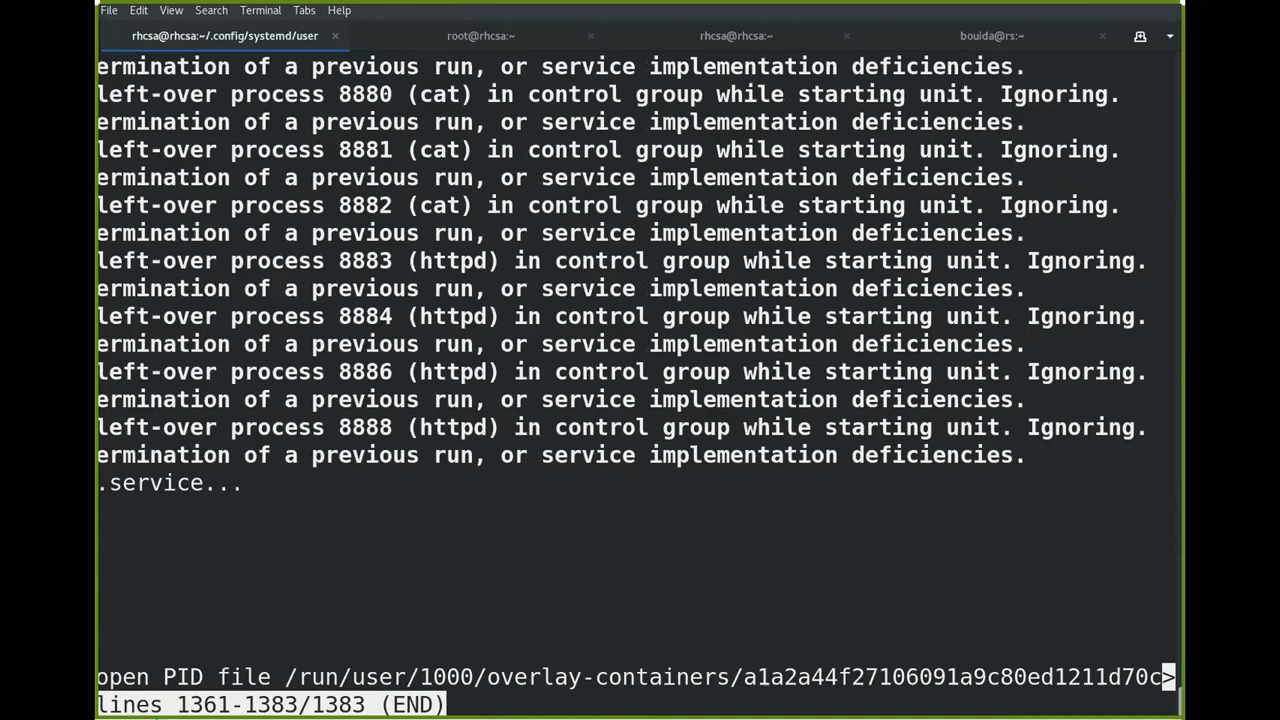 File Edit View Search Terminal Tabs Help
rhcsa@rhcsa:~/.config/systemd/user × root@rhcsa:~ × rhcsa@rhcsa:~ × bouida@rs:~ ×
ermination of a previous run, or service implementation deficiencies.
left-over process 8880 (cat) in control group while starting unit. Ignoring.
ermination of a previous run, or service implementation deficiencies.
left-over process 8881 (cat) in control group while starting unit. Ignoring.
ermination of a previous run, or service implementation deficiencies.
left-over process 8882 (cat) in control group while starting unit. Ignoring.
ermination of a previous run, or service implementation deficiencies.
left-over process 8883 (httpd) in control group while starting unit. Ignoring.
ermination of a previous run, or service implementation deficiencies.
left-over process 8884 (httpd) in control group while starting unit. Ignoring.
ermination of a previous run, or service implementation deficiencies.
left-over process 8886 (httpd) in control group while starting unit. Ignoring.
ermination of a previous run, or service implementation deficiencies.
left-over process 8888 (httpd) in control group while starting unit. Ignoring.
ermination of a previous run, or service implementation deficiencies.
.service...
open PID file /run/user/1000/overlay-containers/a1a2a44f27106091a9c80ed1211d70c>
lines 1361-1383/1383 (END)